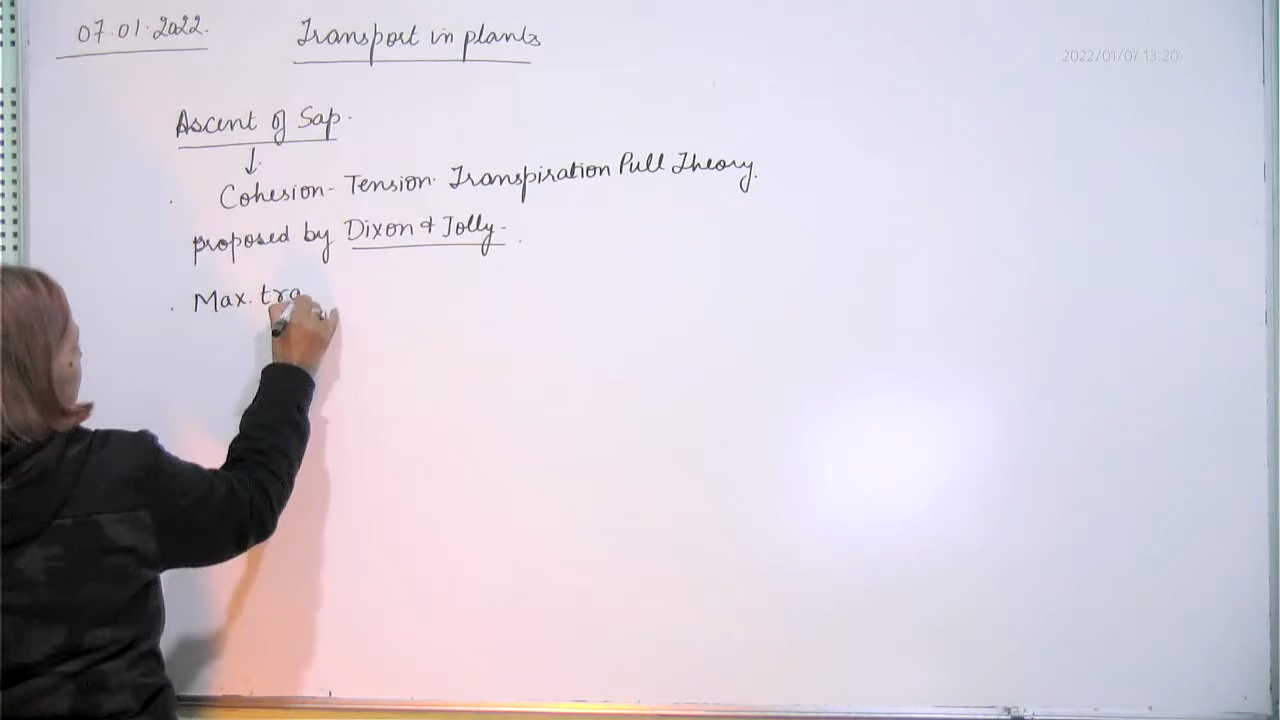 07.01.2022. Transport in plants
2022/01/07 13:20
Ascent of Sap.
Cohesion - Tension. Transpiration Pull Theory.
proposed by Dixon & Jolly -
. Max. tra